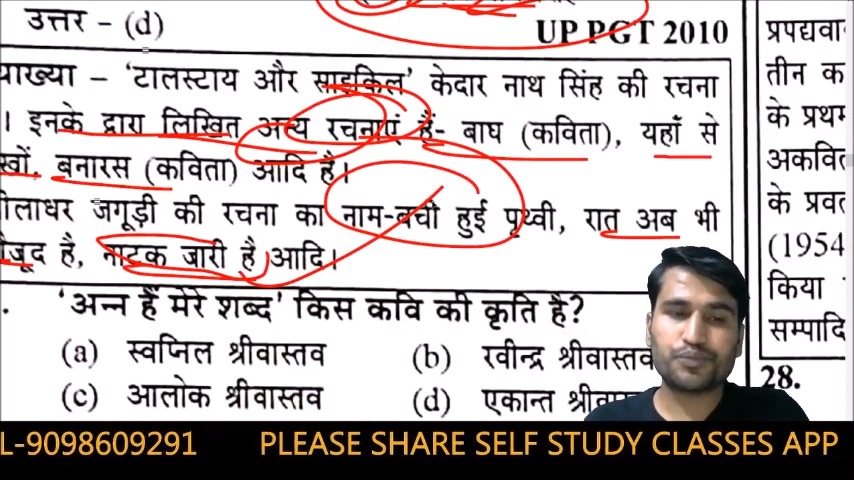 उत्तर – (d)
UP PGT 2010
याख्या – 'टालस्टाय और साइकिल' केदार नाथ सिंह की रचना
। इनके द्वारा लिखित अन्य रचनाएं हैं- बाघ (कविता), यहाँ से
खों, बनारस (कविता) आदि है।
ीलाधर जगूड़ी की रचना का नाम-बची हुई पृथ्वी, रात अब भी
ौजूद है, नाटक जारी है आदि।
. 'अन्न हैं मेरे शब्द' किस कवि की कृति है?
(a) स्वप्निल श्रीवास्तव (b) रवीन्द्र श्रीवास्तव
(c) आलोक श्रीवास्तव (d) एकान्त
प्रपद्यवा
तीन क
के प्रथम
अकवित
के प्रवत
(1954
किया
सम्पादि
28.
L-9098609291 PLEASE SHARE SELF STUDY CLASSES APP